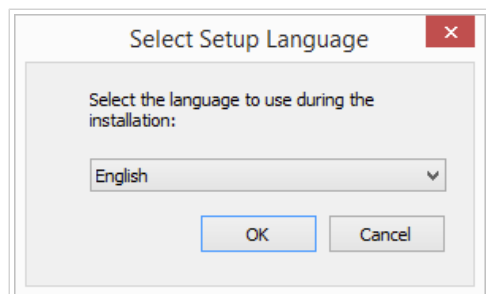 Select Setup Language
Select the language to use during the
installation:
English
OK Cancel